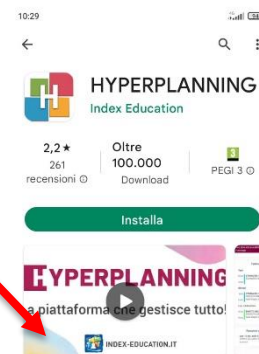 10:29
HYPERPLANNING
Index Education
2,2★
261
recensioni
Oltre
100.000
Download
3
PEGI 3
Installa
HYPERPLANNING
a piattaforma che gestisce tutto!
INDEX-EDUCATION.IT